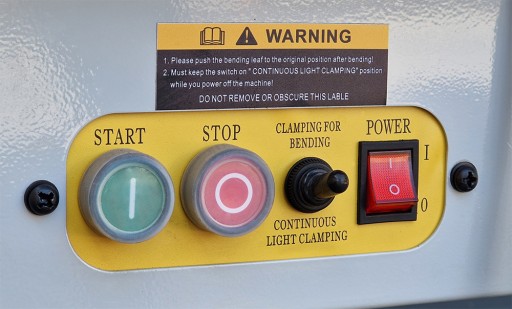 WARNING
1. Please push the bending leaf to the original position after bending!
2. Must keep the switch on "CONTINUOUS LIGHT CLAMPING" position
while you power off the machine!
DO NOT REMOVE OR OBSCURE THIS LABLE
START
STOP
CLAMPING FOR
BENDING
POWER
I
O
I
O
I
0
CONTINUOUS
LIGHT CLAMPING